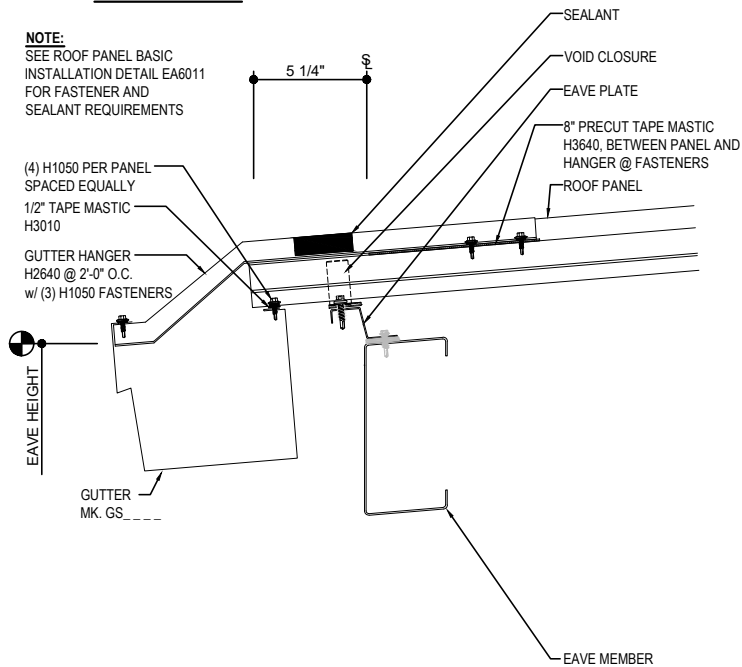 NOTE:
SEE ROOF PANEL BASIC
INSTALLATION DETAIL EA6011
FOR FASTENER AND
SEALANT REQUIREMENTS
5 1/4"
SL
SEALANT
VOID CLOSURE
EAVE PLATE
8" PRECUT TAPE MASTIC
H3640, BETWEEN PANEL AND
HANGER @ FASTENERS
ROOF PANEL
(4) H1050 PER PANEL
SPACED EQUALLY
1/2" TAPE MASTIC
H3010
GUTTER HANGER
H2640 @ 2'-0" O.C.
w/ (3) H1050 FASTENERS
EAVE HEIGHT
GUTTER
MK. GS_ _ _ _
EAVE MEMBER